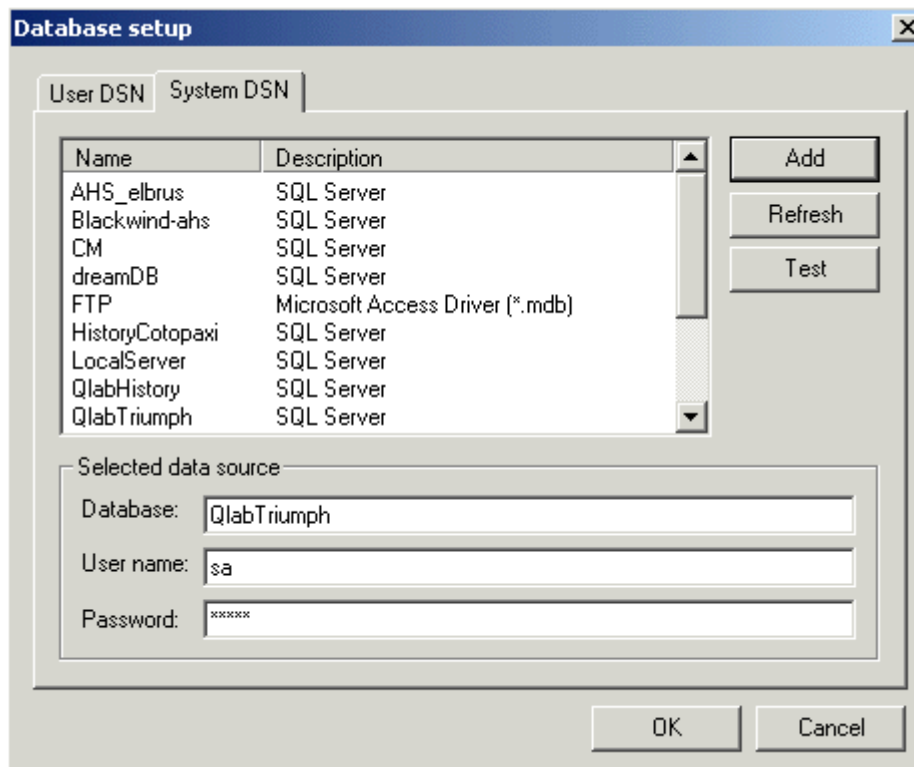 Database setup
User DSN System DSN
Name Description
AHS_elbrus SQL Server
Blackwind-ahs SQL Server
CM SQL Server
dreamDB SQL Server
FTP Microsoft Access Driver (*.mdb)
HistoryCotopaxi SQL Server
LocalServer SQL Server
QlabHistory SQL Server
QlabTriumph SQL Server
Add
Refresh
Test
Selected data source
Database: QlabTriumph
User name: sa
Password: *****
OK Cancel